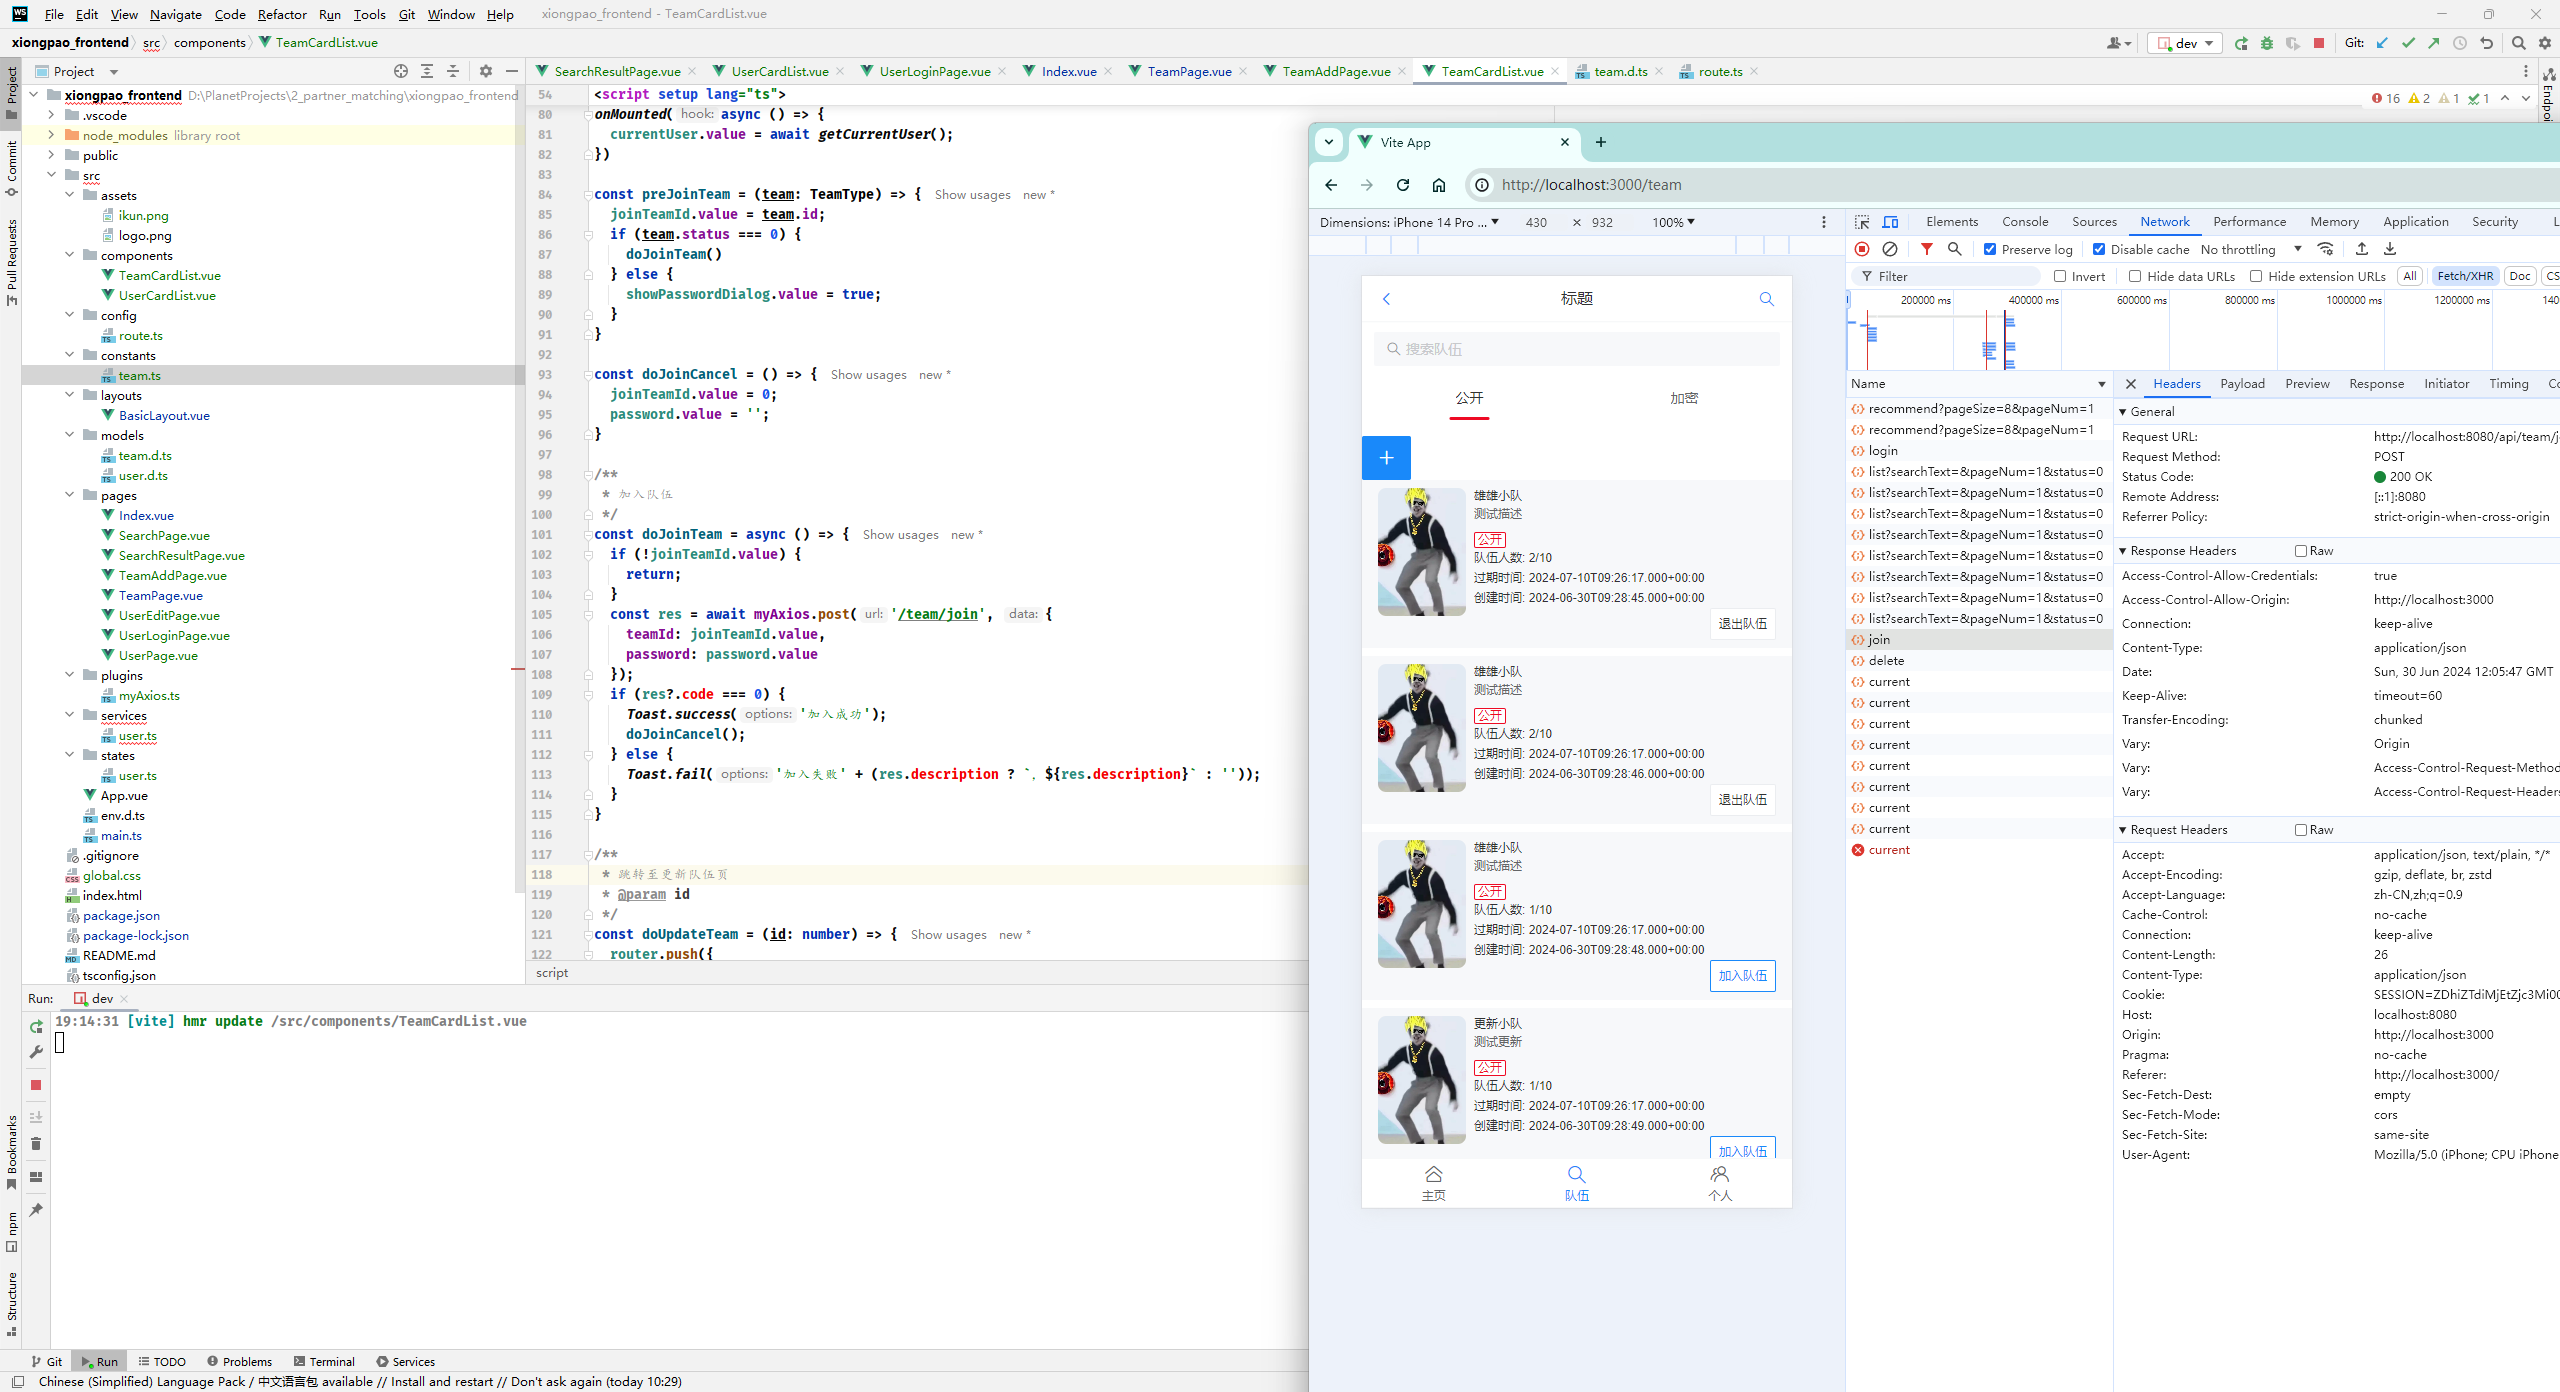 File Edit View Navigate Code Refactor Run Tools Git Window Help xiongpao_frontend - TeamCardList.vue
xiongpao_frontend src components TeamCardList.vue
dev Git:
Project
SearchResultPage.vue UserCardList.vue UserLoginPage.vue Index.vue TeamPage.vue TeamAddPage.vue TeamCardList.vue team.d.ts route.ts
Project
Commit
Pull Requests
Bookmarks
npm
Structure
xiongpao_frontend D:\PlanetProjects\2_partner_matching\xiongpao_frontend
.vscode
node_modules library root
public
src
assets
ikun.png
logo.png
components
TeamCardList.vue
UserCardList.vue
config
route.ts
constants
team.ts
layouts
BasicLayout.vue
models
team.d.ts
user.d.ts
pages
Index.vue
SearchPage.vue
SearchResultPage.vue
TeamAddPage.vue
TeamPage.vue
UserEditPage.vue
UserLoginPage.vue
UserPage.vue
plugins
myAxios.ts
services
user.ts
states
user.ts
App.vue
env.d.ts
main.ts
.gitignore
global.css
index.html
package.json
package-lock.json
README.md
tsconfig.json
16 2 1 1
54 <script setup lang="ts">
80 onMounted( hook: async () => {
81 currentUser.value = await getCurrentUser();
82 })
83
84 const preJoinTeam = (team: TeamType) => { Show usages new *
85 joinTeamId.value = team.id;
86 if (team.status === 0) {
87 doJoinTeam()
88 } else {
89 showPasswordDialog.value = true;
90 }
91 }
92
93 const doJoinCancel = () => { Show usages new *
94 joinTeamId.value = 0;
95 password.value = '';
96 }
97
98 /**
99 * 加入队伍
100 */
101 const doJoinTeam = async () => { Show usages new *
102 if (!joinTeamId.value) {
103 return;
104 }
105 const res = await myAxios.post( url: '/team/join', data: {
106 teamId: joinTeamId.value,
107 password: password.value
108 });
109 if (res?.code === 0) {
110 Toast.success( options: '加入成功');
111 doJoinCancel();
112 } else {
113 Toast.fail( options: '加入失败' + (res.description ? `，${res.description}` : ''));
114 }
115 }
116
117 /**
118 * 跳转至更新队伍页
119 * @param id
120 */
121 const doUpdateTeam = (id: number) => { Show usages new *
122 router.push({
script
Run: dev
19:14:31 [vite] hmr update /src/components/TeamCardList.vue
Git Run TODO Problems Terminal Services
Chinese (Simplified) Language Pack / 中文语言包 available // Install and restart // Don't ask again (today 10:29)
Vite App
http://localhost:3000/team
Dimensions: iPhone 14 Pro ... 430 × 932 100%
标题
搜索队伍
公开 加密
雄雄小队
测试描述
公开
队伍人数: 2/10
过期时间: 2024-07-10T09:26:17.000+00:00
创建时间: 2024-06-30T09:28:45.000+00:00
退出队伍
雄雄小队
测试描述
公开
队伍人数: 2/10
过期时间: 2024-07-10T09:26:17.000+00:00
创建时间: 2024-06-30T09:28:46.000+00:00
退出队伍
雄雄小队
测试描述
公开
队伍人数: 1/10
过期时间: 2024-07-10T09:26:17.000+00:00
创建时间: 2024-06-30T09:28:48.000+00:00
加入队伍
更新小队
测试更新
公开
队伍人数: 1/10
过期时间: 2024-07-10T09:26:17.000+00:00
创建时间: 2024-06-30T09:28:49.000+00:00
加入队伍
主页 队伍 个人
Elements Console Sources Network Performance Memory Application Security L
Preserve log Disable cache No throttling
Filter Invert Hide data URLs Hide extension URLs All Fetch/XHR Doc CS
200000 ms 400000 ms 600000 ms 800000 ms 1000000 ms 1200000 ms 140
Name
recommend?pageSize=8&pageNum=1
recommend?pageSize=8&pageNum=1
login
list?searchText=&pageNum=1&status=0
list?searchText=&pageNum=1&status=0
list?searchText=&pageNum=1&status=0
list?searchText=&pageNum=1&status=0
list?searchText=&pageNum=1&status=0
list?searchText=&pageNum=1&status=0
list?searchText=&pageNum=1&status=0
list?searchText=&pageNum=1&status=0
join
delete
current
current
current
current
current
current
current
current
current
Headers Payload Preview Response Initiator Timing Co
General
Request URL: http://localhost:8080/api/team/j
Request Method: POST
Status Code: 200 OK
Remote Address: [::1]:8080
Referrer Policy: strict-origin-when-cross-origin
Response Headers Raw
Access-Control-Allow-Credentials: true
Access-Control-Allow-Origin: http://localhost:3000
Connection: keep-alive
Content-Type: application/json
Date: Sun, 30 Jun 2024 12:05:47 GMT
Keep-Alive: timeout=60
Transfer-Encoding: chunked
Vary: Origin
Vary: Access-Control-Request-Method
Vary: Access-Control-Request-Headers
Request Headers Raw
Accept: application/json, text/plain, */*
Accept-Encoding: gzip, deflate, br, zstd
Accept-Language: zh-CN,zh;q=0.9
Cache-Control: no-cache
Connection: keep-alive
Content-Length: 26
Content-Type: application/json
Cookie: SESSION=ZDhiZTdiMjEtZjc3Mi00
Host: localhost:8080
Origin: http://localhost:3000
Pragma: no-cache
Referer: http://localhost:3000/
Sec-Fetch-Dest: empty
Sec-Fetch-Mode: cors
Sec-Fetch-Site: same-site
User-Agent: Mozilla/5.0 (iPhone; CPU iPhone